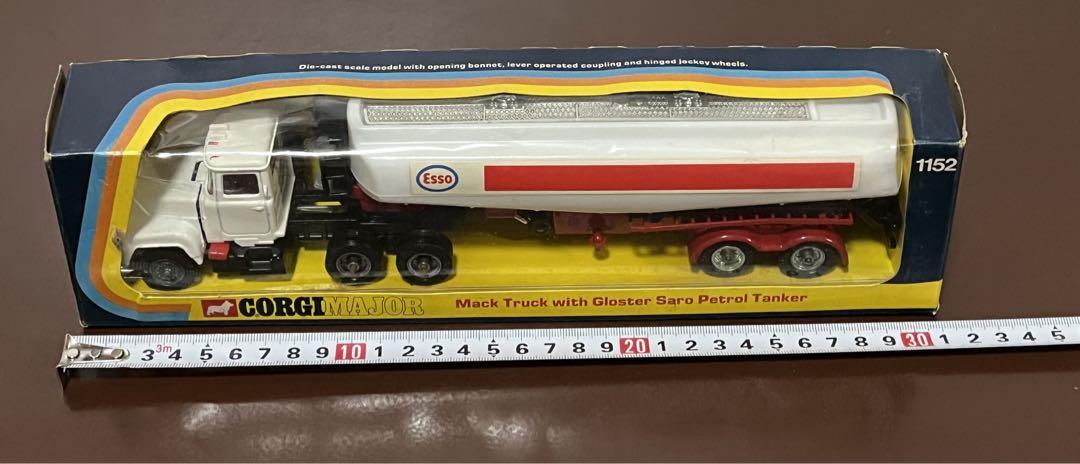 Die-cast scale model with opening bonnet, lever operated coupling and hinged jockey wheels.
1152
Esso
CORGI MAJOR
Mack Truck with Gloster Saro Petrol Tanker
3 3m 4 5 6 7 8 9 10 1 2 3 4 5 6 7 8 9 20 1 2 3 4 5 6 7 8 9 30 1 2 3 4 5